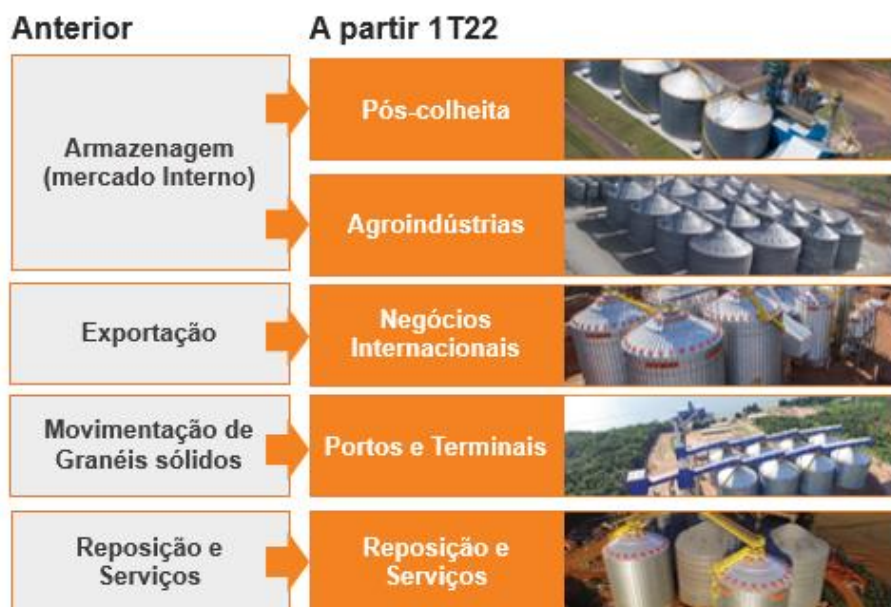 Anterior
A partir 1T22
Armazenagem
(mercado Interno)
Pós-colheita
Agroindústrias
Exportação
Negócios
Internacionais
Movimentação de
Granéis sólidos
Portos e Terminais
Reposição e
Serviços
Reposição e
Serviços